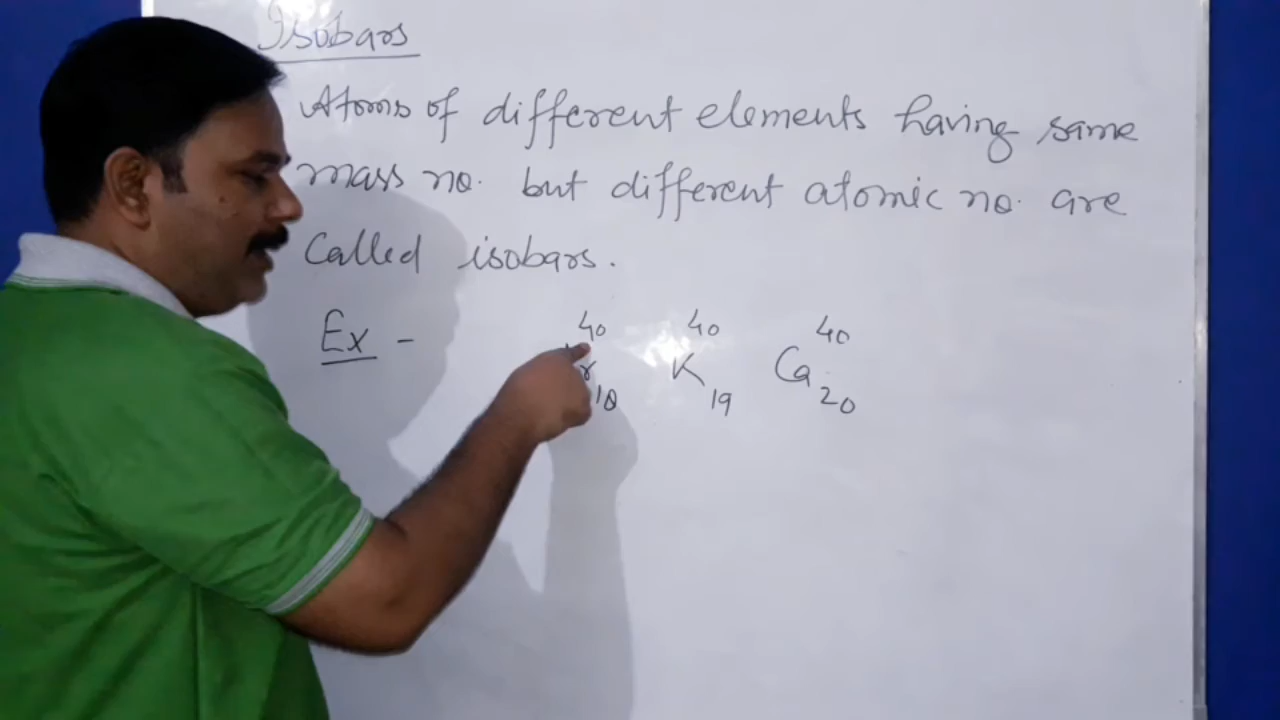 Isobars
Atoms of different elements having same
mass no. but different atomic no. are
called isobars.
Ex - 40 40 40
r K Ca
18 19 20